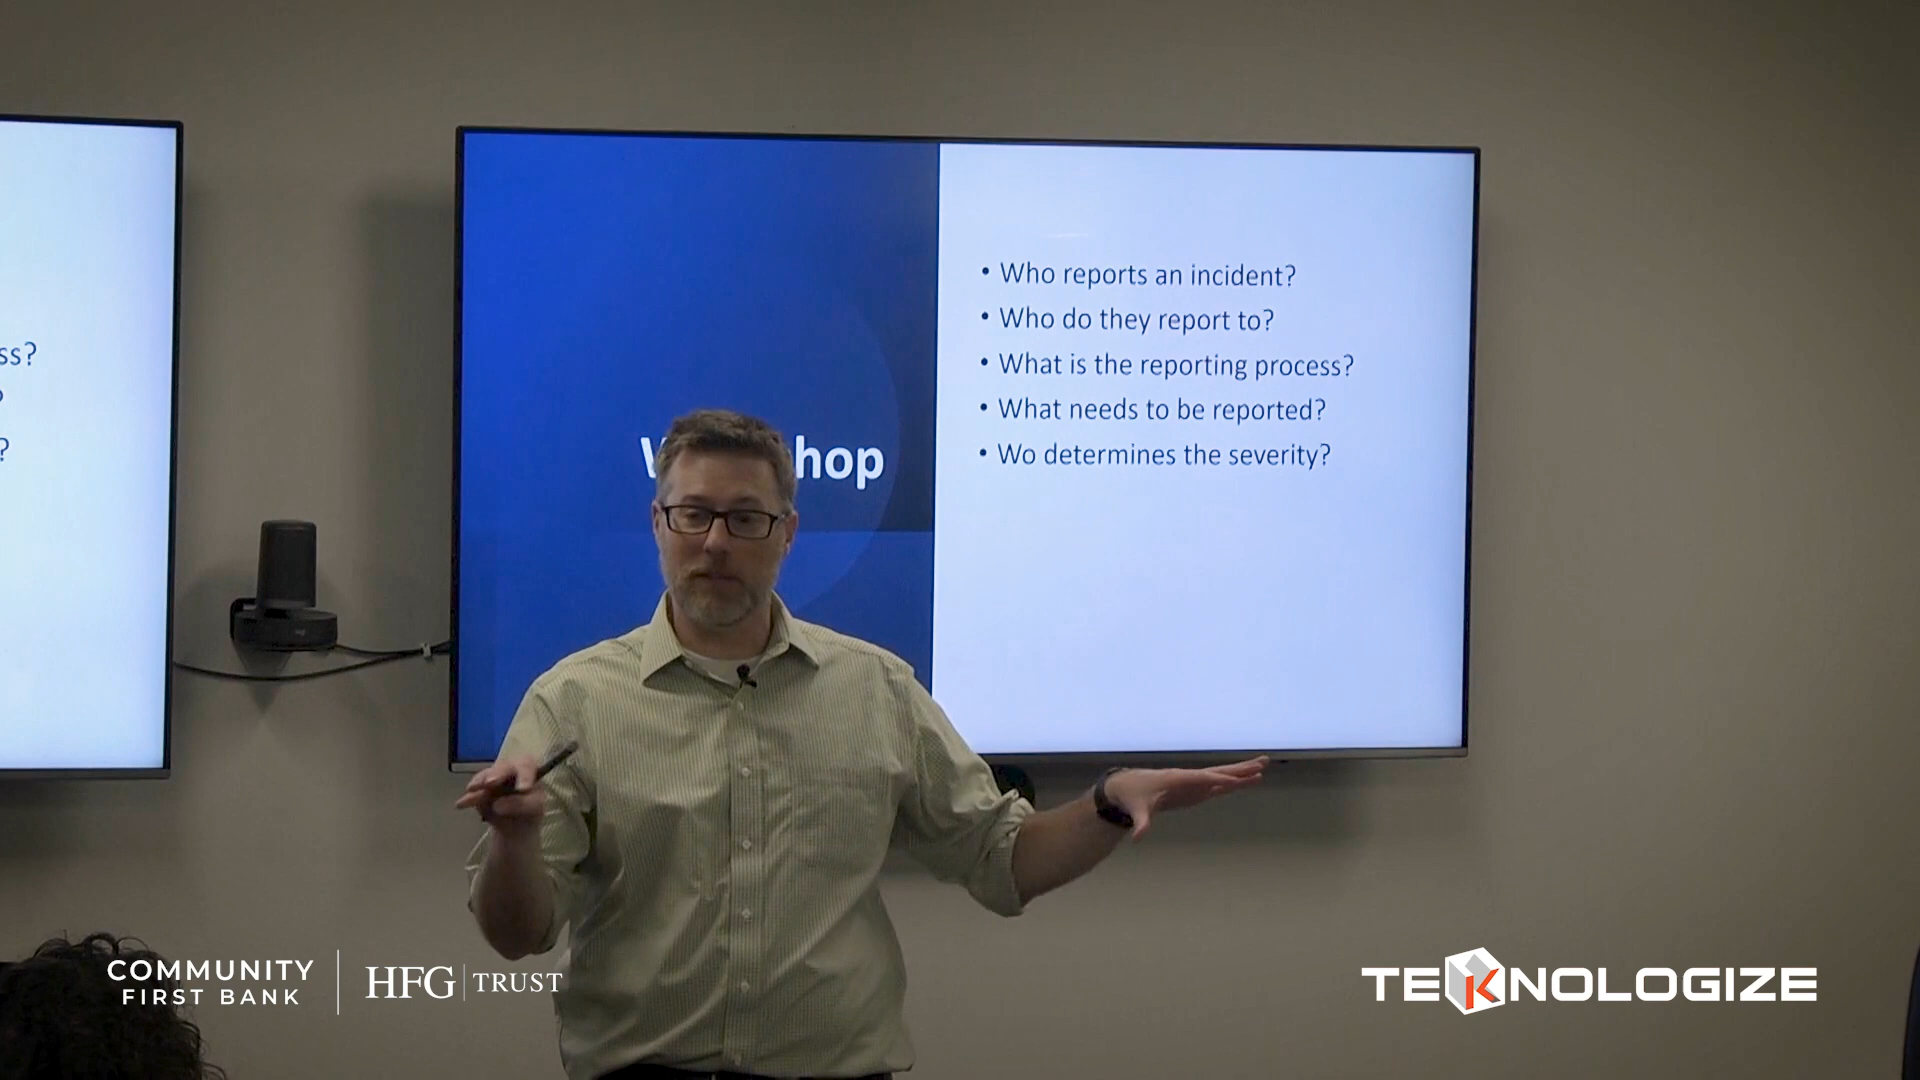 ss?
?
?
hop
• Who reports an incident?
• Who do they report to?
• What is the reporting process?
• What needs to be reported?
• Wo determines the severity?
COMMUNITY
FIRST BANK
HFG TRUST
TEKNOLOGIZE